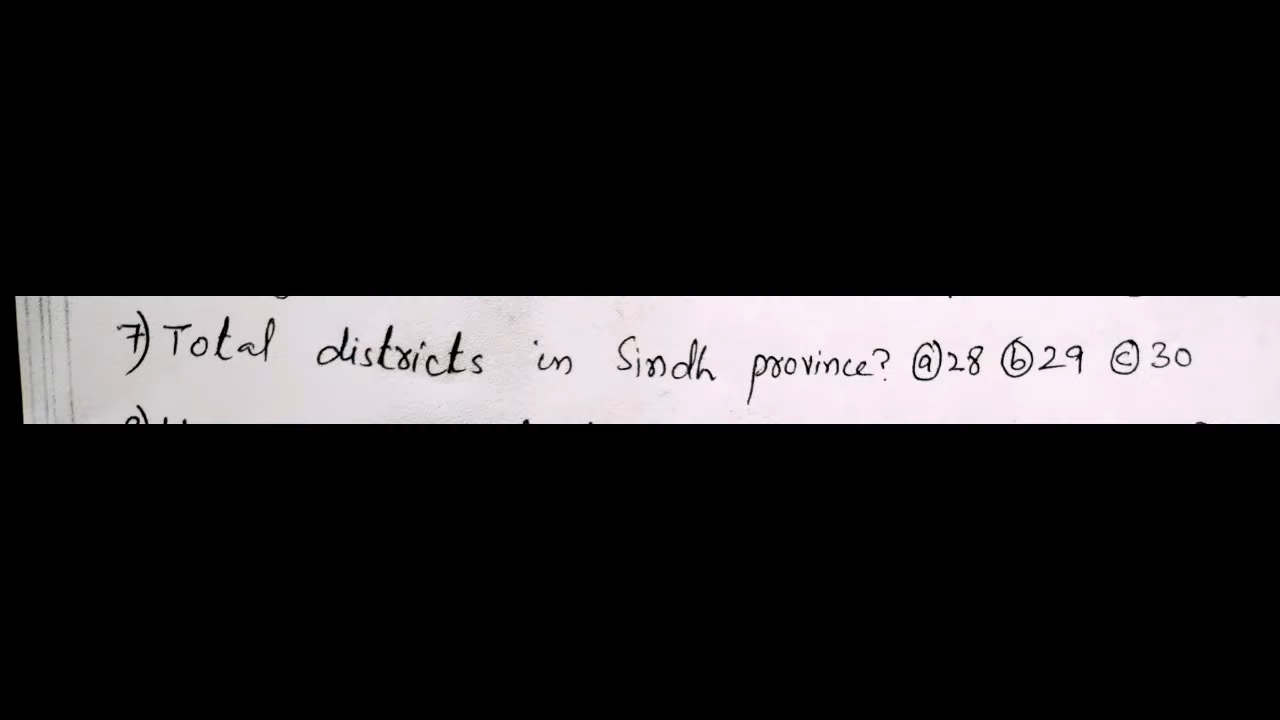 7) Total districts in Sindh province? ⓐ28 ⓑ29 ⓒ30